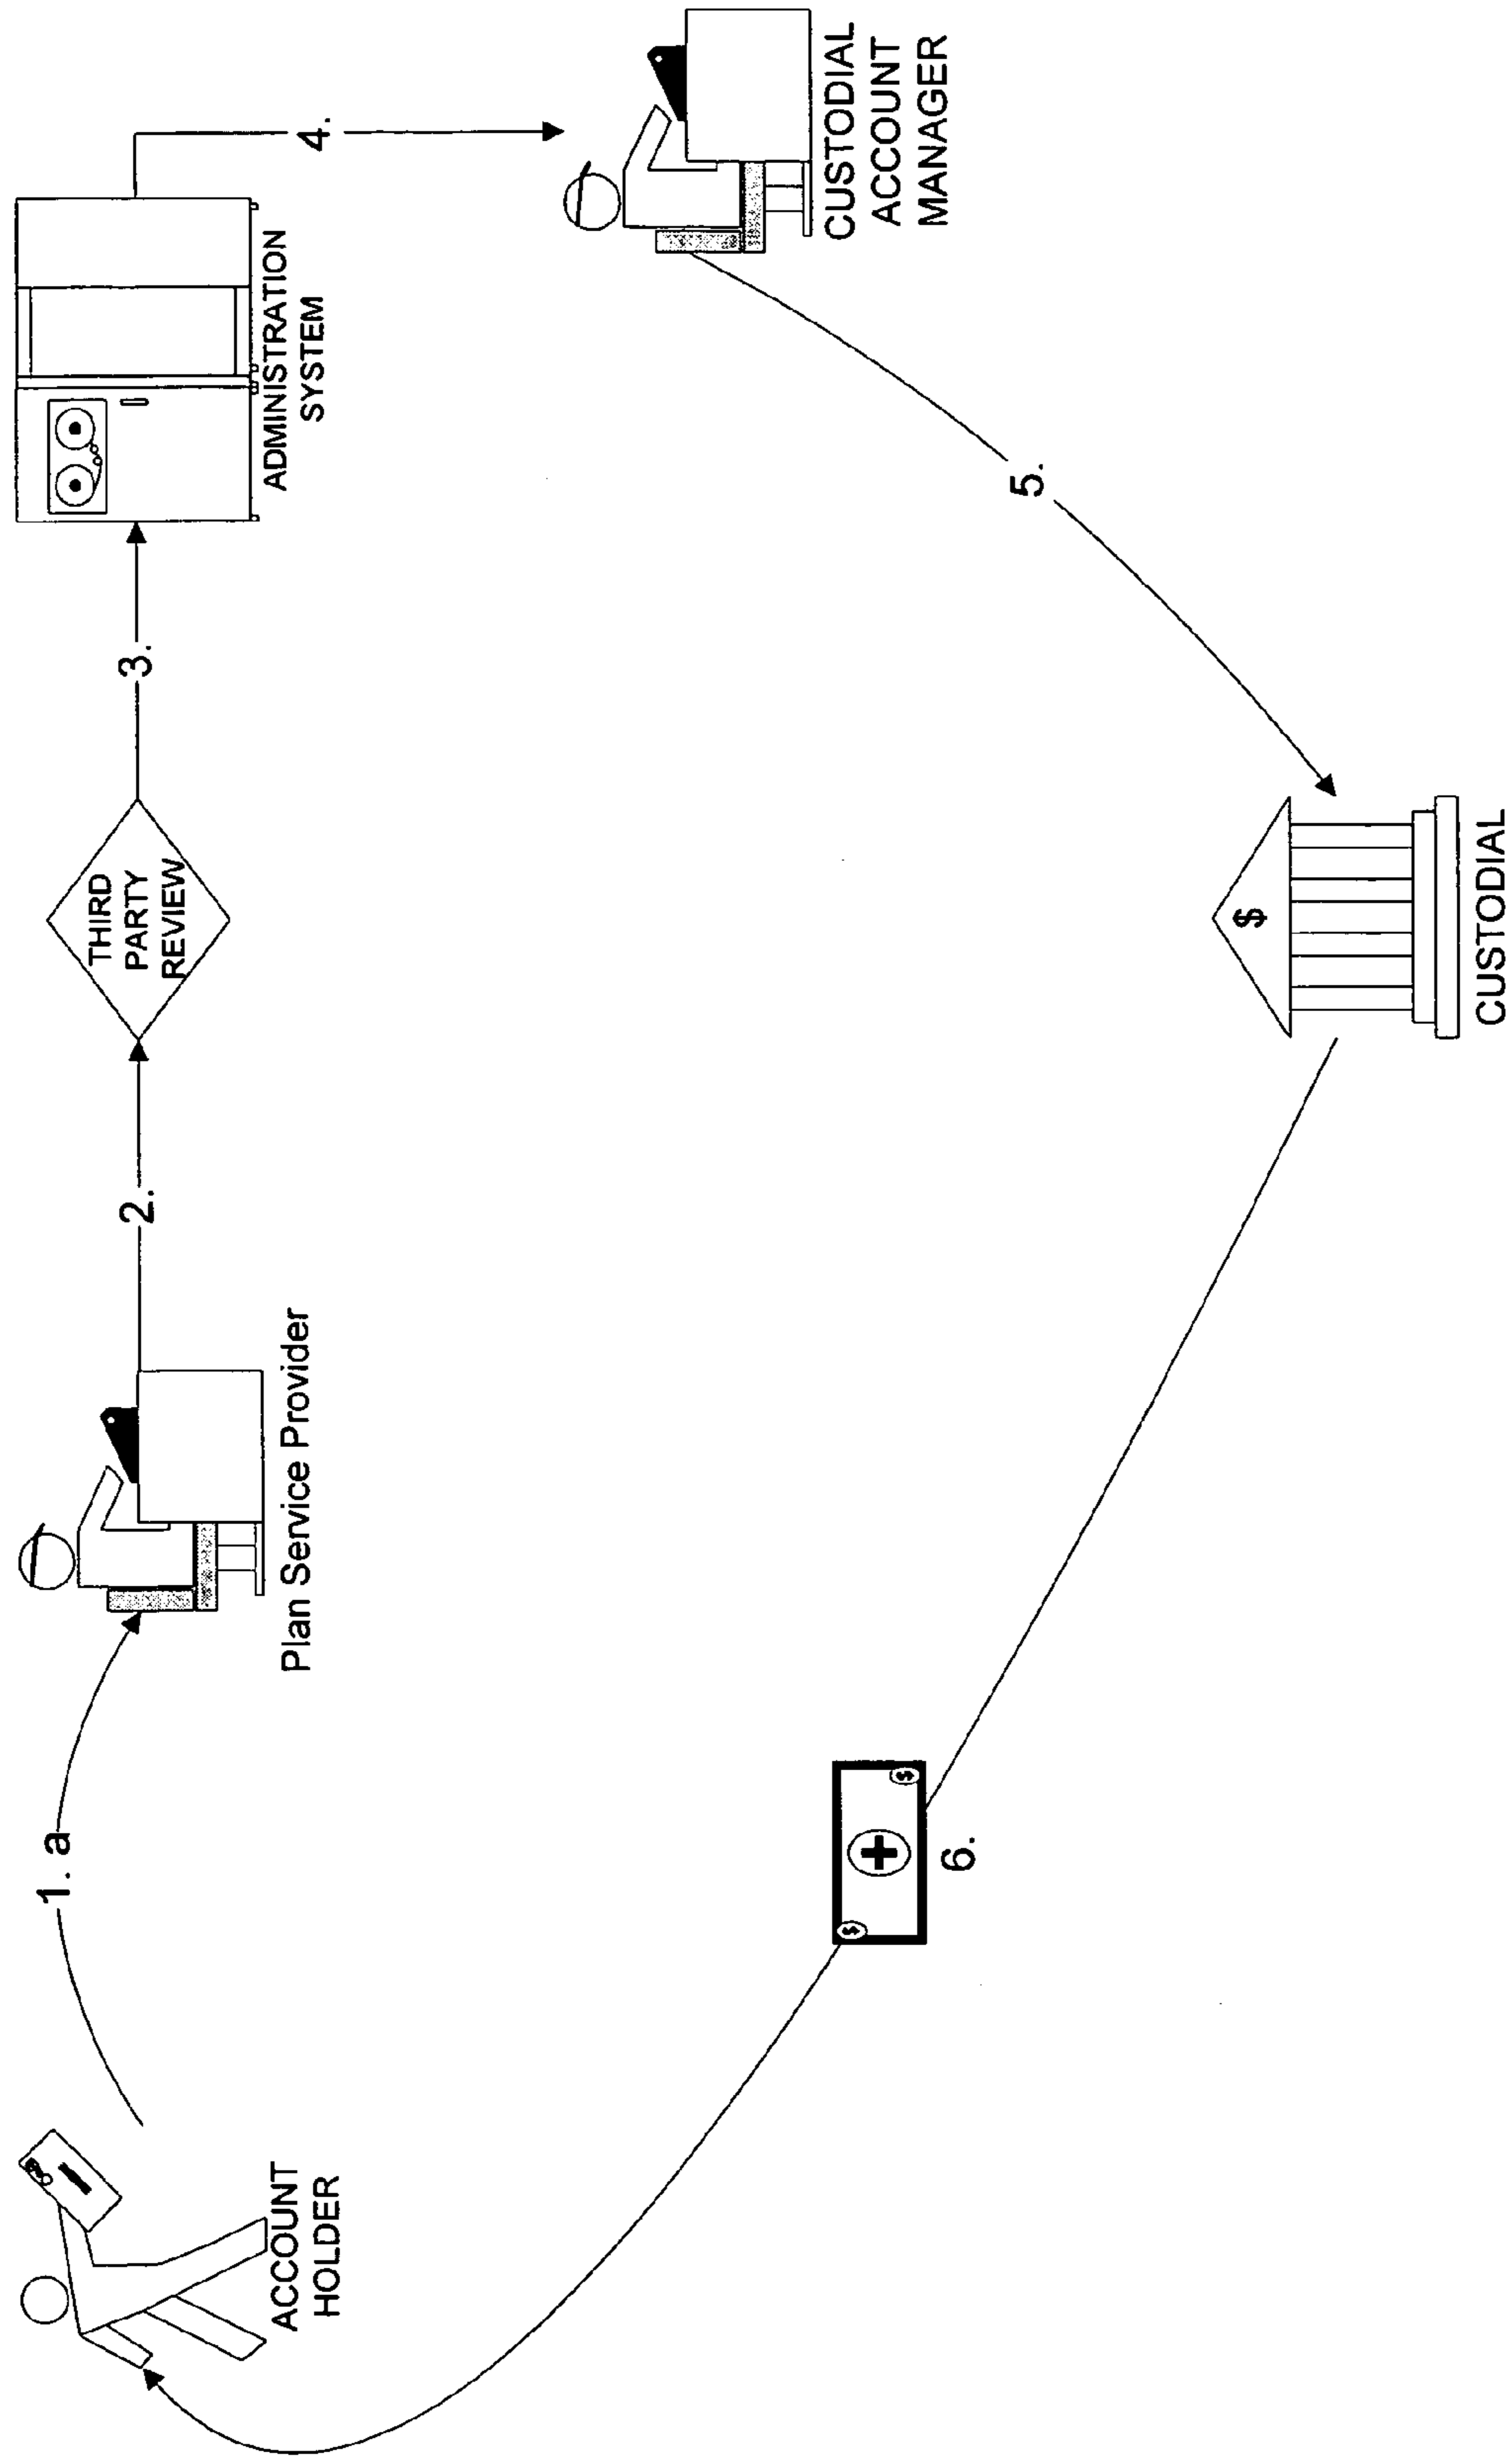 1. a
ACCOUNT
HOLDER
Plan Service Provider
2.
THIRD
PARTY
REVIEW
3.
ADMINISTRATION
SYSTEM
4.
CUSTODIAL
ACCOUNT
MANAGER
5.
$
CUSTODIAL
$
$
6.